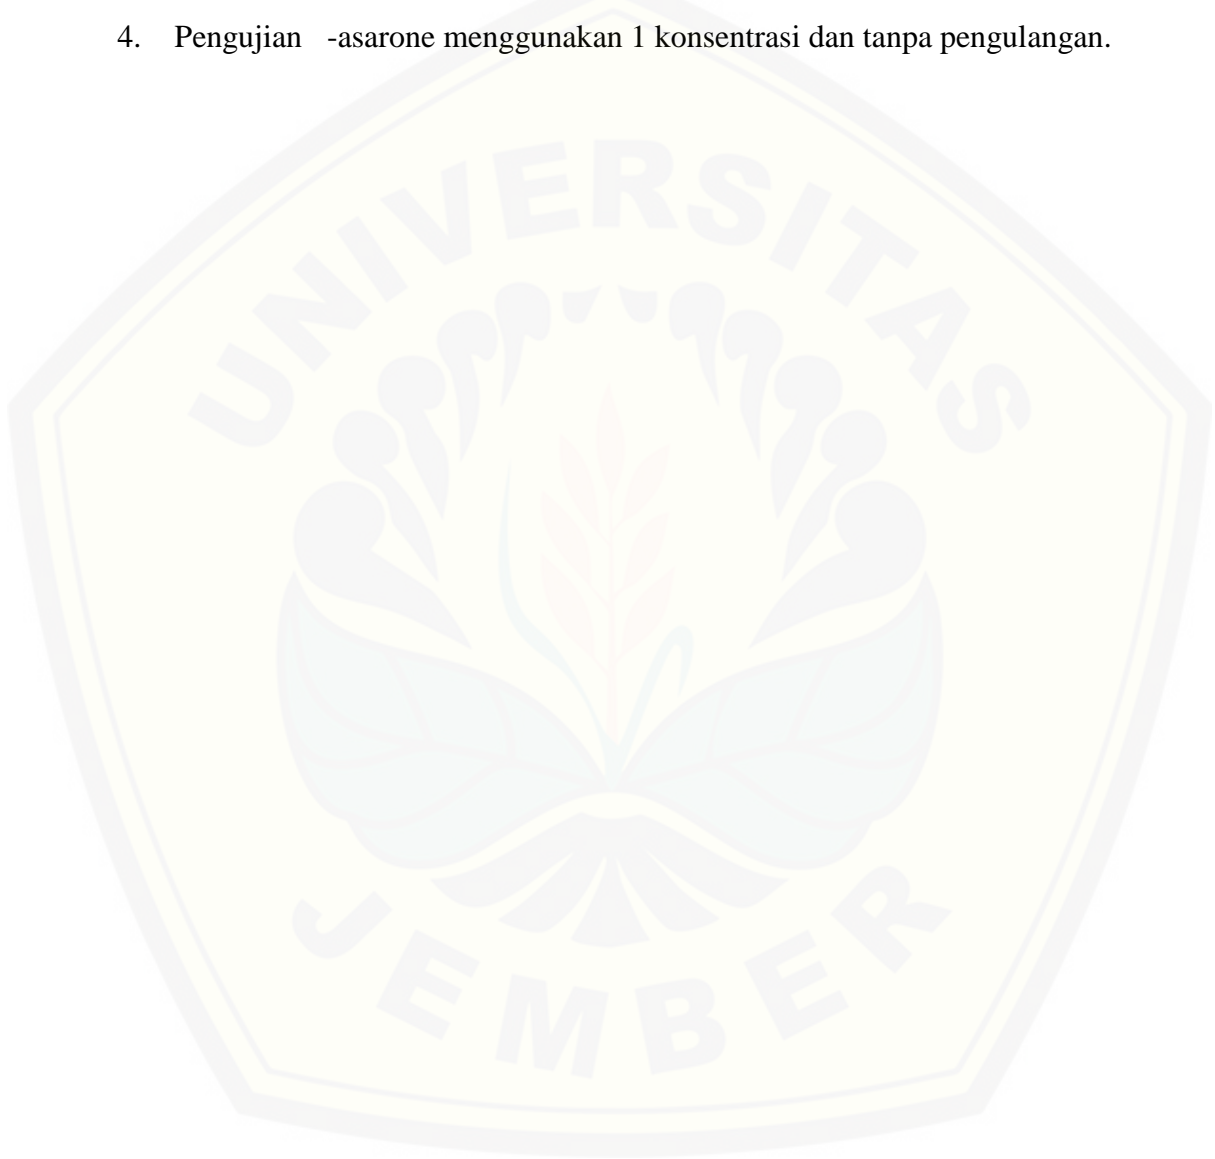 4. Pengujian -asarone menggunakan 1 konsentrasi dan tanpa pengulangan.
UNIVERSITAS
JEMBER